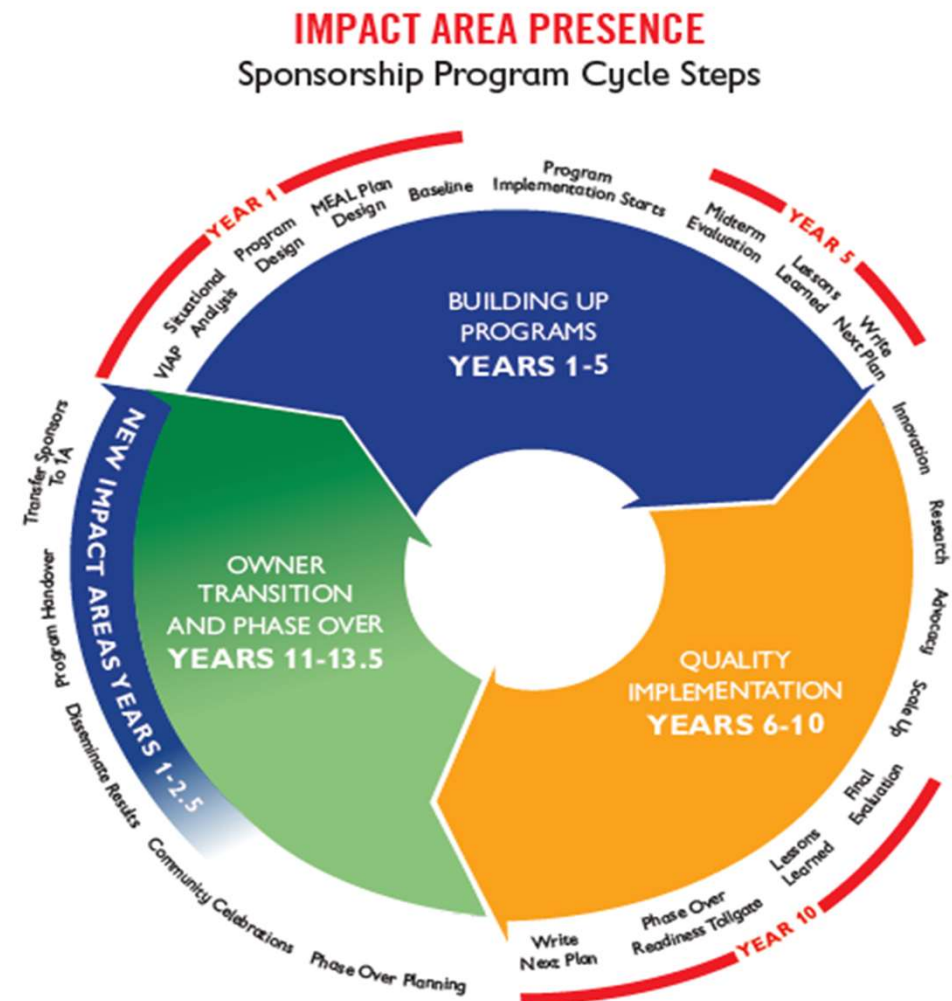 IMPACT AREA PRESENCE
Sponsorship Program Cycle Steps
YEAR 1
VIAP
Situational
Analysis
Program
Design
MEAL Plan
Design
Baseline
Program
Implementation Starts
Midterm
Evaluation
YEAR 5
Lessons
Learned
Write
Next Plan
BUILDING UP
PROGRAMS
YEARS 1-5
Innovation
Research
Advocacy
Scale Up
Final
Evaluation
Lessons
Learned
YEAR 10
Phase Over
Readiness Tollgate
Write
Next Plan
QUALITY
IMPLEMENTATION
YEARS 6-10
Phase Over Planning
Community Celebrations
Disseminate Results
Program Handover
Transfer Sponsors
To 1A
OWNER
TRANSITION
AND PHASE OVER
YEARS 11-13.5
NEW IMPACT AREAS YEARS 1-2.5